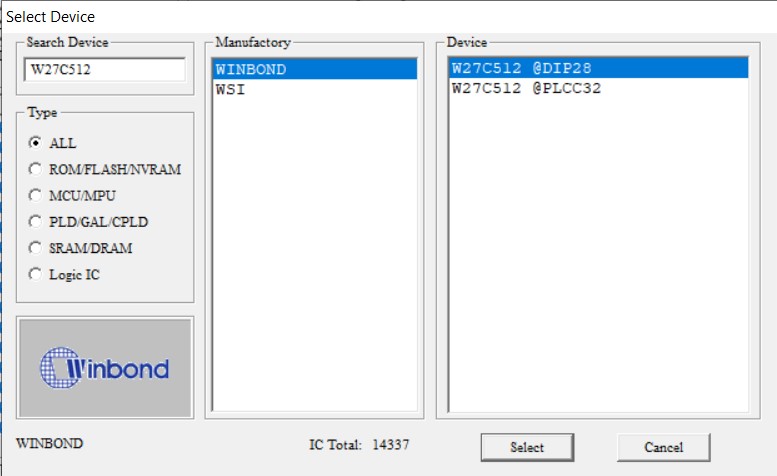 Select Device
Search Device
W27C512
Type
ALL
ROM/FLASH/NVRAM
MCU/MPU
PLD/GAL/CPLD
SRAM/DRAM
Logic IC
Winbond
WINBOND
Manufactory
WINBOND
WSI
Device
W27C512 @DIP28
W27C512 @PLCC32
IC Total: 14337
Select
Cancel